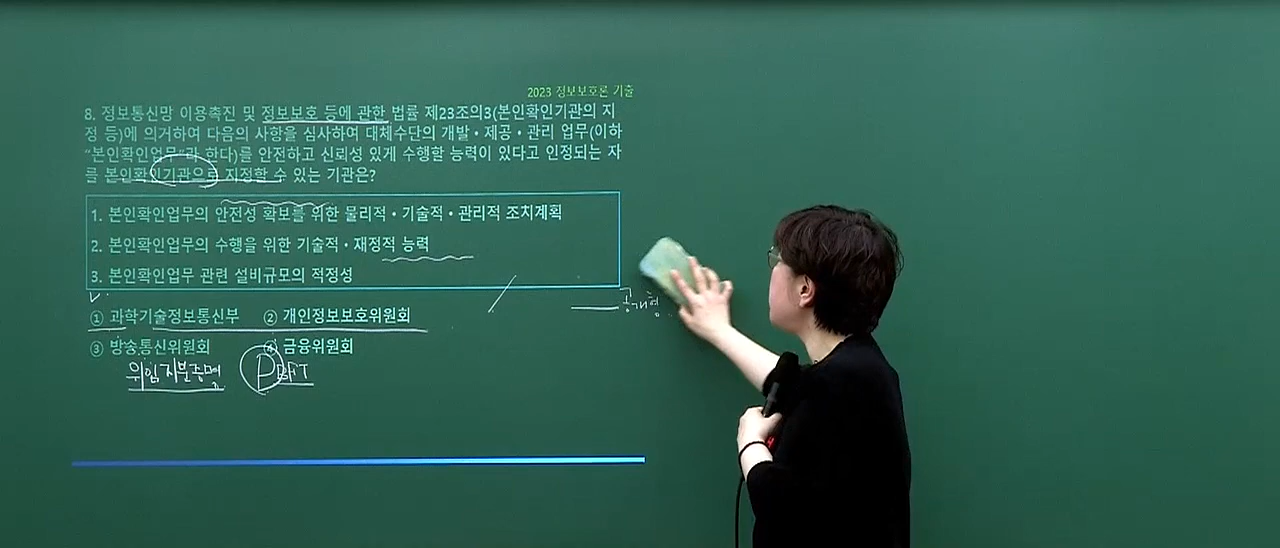 2023 정보보호론 기출
8. 정보통신망 이용촉진 및 정보보호 등에 관한 법률 제23조의3(본인확인기관의 지
정 등)에 의거하여 다음의 사항을 심사하여 대체수단의 개발·제공·관리 업무(이하
"본인확인업무"라 한다)를 안전하고 신뢰성 있게 수행할 능력이 있다고 인정되는 자
를 본인확인기관으로 지정할 수 있는 기관은?
1. 본인확인업무의 안전성 확보를 위한 물리적·기술적·관리적 조치계획
2. 본인확인업무의 수행을 위한 기술적·재정적 능력
3. 본인확인업무 관련 설비규모의 적정성
공개형
① 과학기술정보통신부 ② 개인정보보호위원회
③ 방송통신위원회 ④ 금융위원회
위임지분증명 PBFT